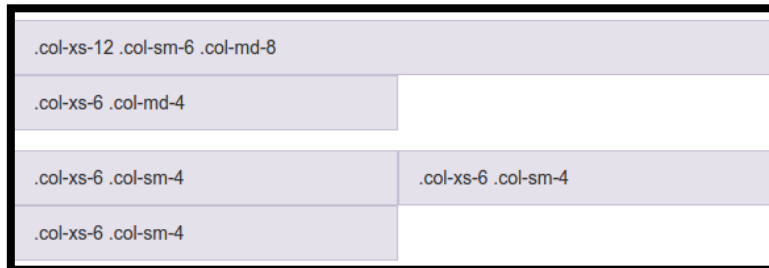 .col-xs-12 .col-sm-6 .col-md-8
.col-xs-6 .col-md-4
.col-xs-6 .col-sm-4 .col-xs-6 .col-sm-4
.col-xs-6 .col-sm-4